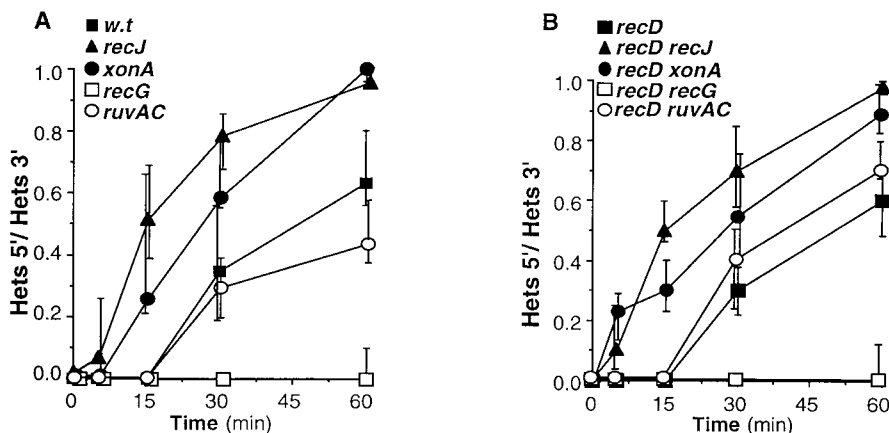 A
w.t
recJ
xonA
recG
ruvAC
1.0
0.8
0.6
0.4
0.2
0.0
Hets 5'/ Hets 3'
0 15 30 45 60
Time (min)
B
recD
recD recJ
recD xonA
recD recG
recD ruvAC
1.0
0.8
0.6
0.4
0.2
0.0
Hets 5'/ Hets 3'
0 15 30 45 60
Time (min)